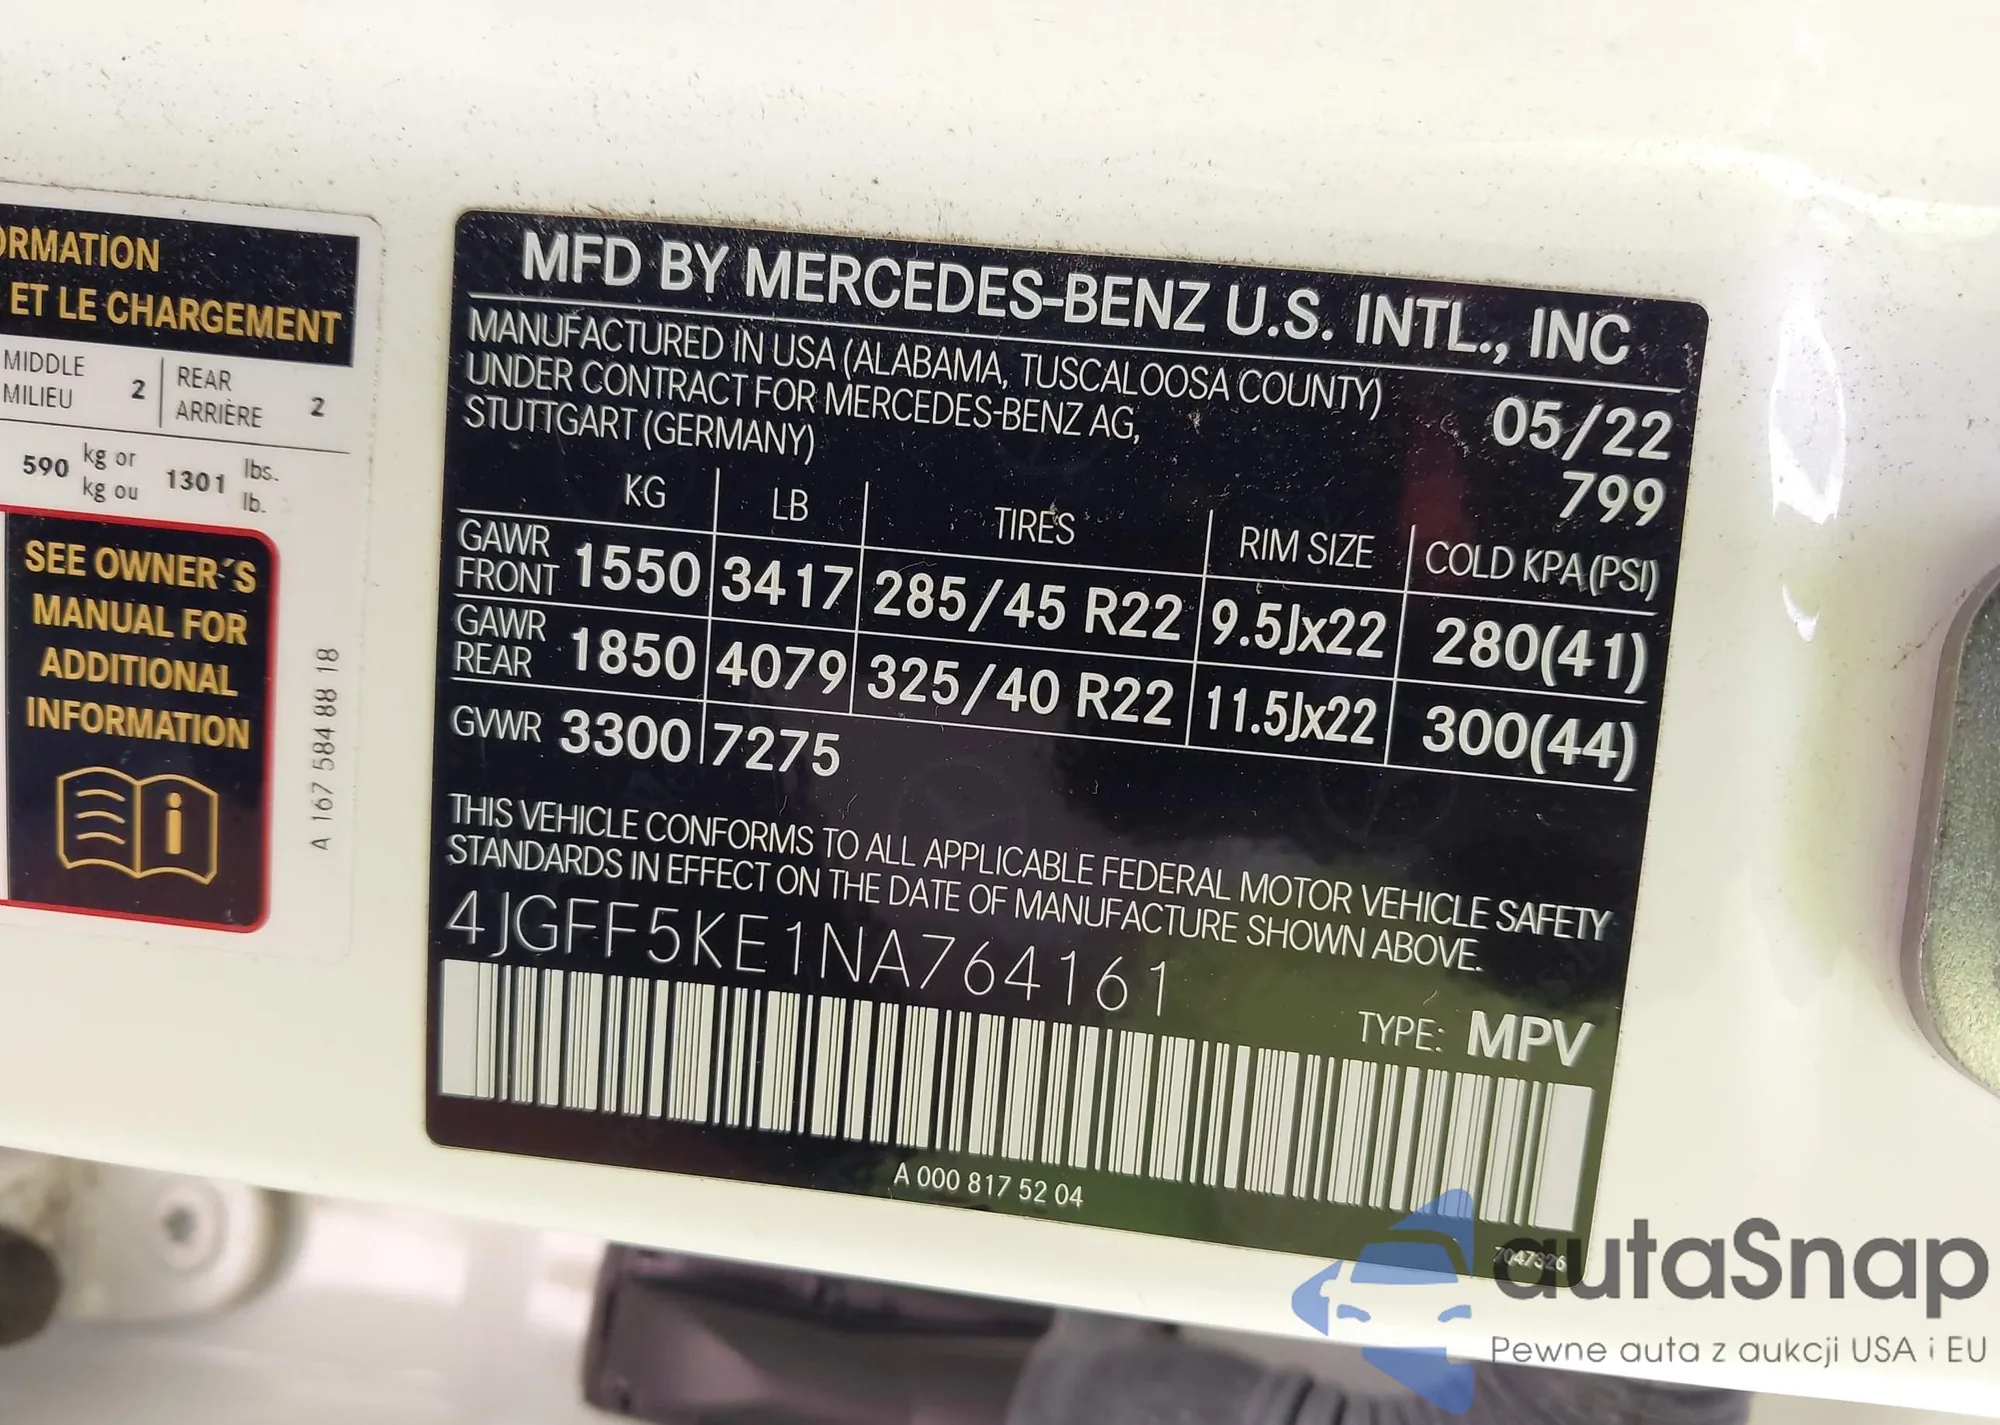 ORMATION
ET LE CHARGEMENT
MIDDLE
MILIEU 2
REAR
ARRIÈRE 2
590 kg or
kg ou 1301 lbs.
lb.
SEE OWNER´S
MANUAL FOR
ADDITIONAL
INFORMATION
A 167 584 88 18
MFD BY MERCEDES-BENZ U.S. INTL., INC
MANUFACTURED IN USA (ALABAMA, TUSCALOOSA COUNTY)
UNDER CONTRACT FOR MERCEDES-BENZ AG,
STUTTGART (GERMANY)
05/22
799
KG LB TIRES RIM SIZE COLD KPA (PSI)
GAWR
FRONT 1550 3417 285/45 R22 9.5Jx22 280(41)
GAWR
REAR 1850 4079 325/40 R22 11.5Jx22 300(44)
GVWR 3300 7275
THIS VEHICLE CONFORMS TO ALL APPLICABLE FEDERAL MOTOR VEHICLE SAFETY
STANDARDS IN EFFECT ON THE DATE OF MANUFACTURE SHOWN ABOVE.
4JGFF5KE1NA764161
TYPE: MPV
A 000 817 52 04
7047326
autaSnap
Pewne auta z aukcji USA i EU